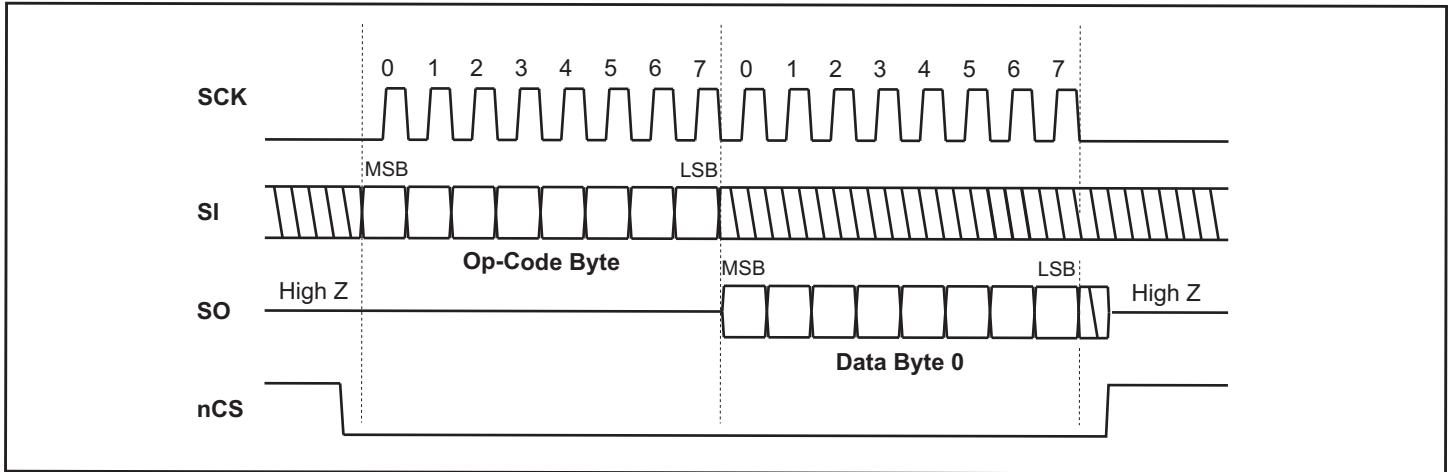 0 1 2 3 4 5 6 7 0 1 2 3 4 5 6 7
SCK
MSB LSB
SI
Op-Code Byte
MSB LSB
High Z High Z
SO
Data Byte 0
nCS